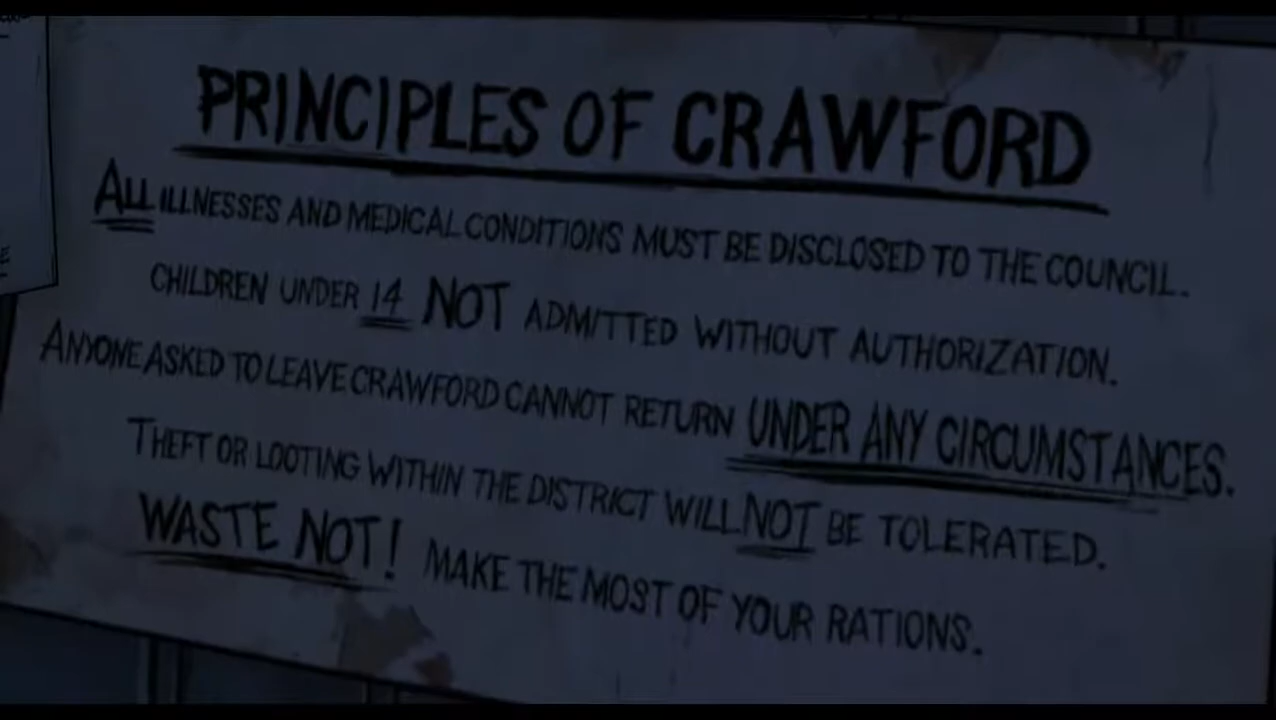 PRINCIPLES OF CRAWFORD
ALL ILLNESSES AND MEDICAL CONDITIONS MUST BE DISCLOSED TO THE COUNCIL.
CHILDREN UNDER 14 NOT ADMITTED WITHOUT AUTHORIZATION.
ANYONE ASKED TO LEAVE CRAWFORD CANNOT RETURN UNDER ANY CIRCUMSTANCES.
THEFT OR LOOTING WITHIN THE DISTRICT WILL NOT BE TOLERATED.
WASTE NOT! MAKE THE MOST OF YOUR RATIONS.